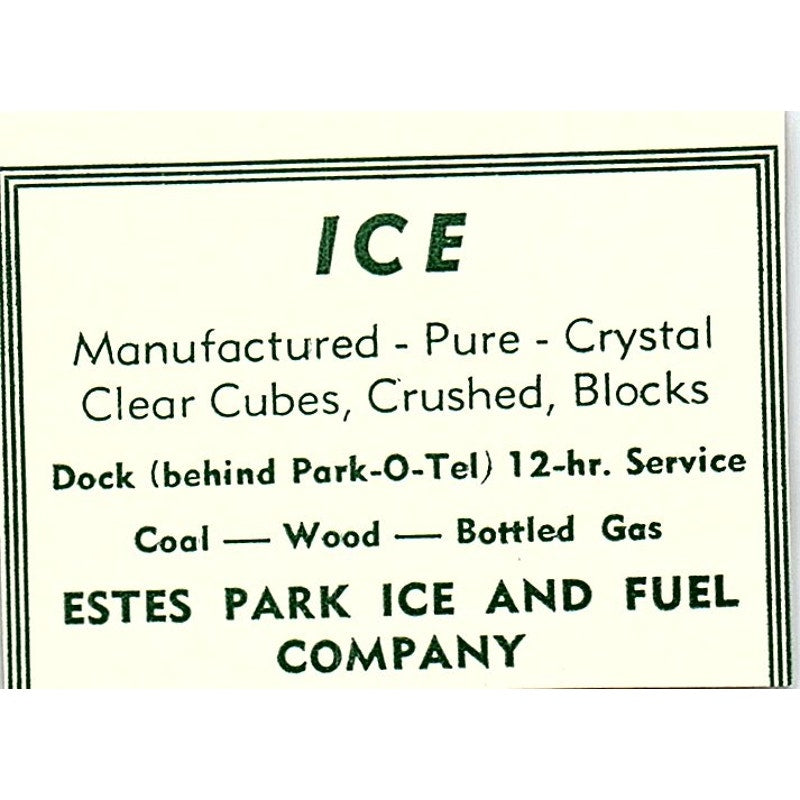 ICE
Manufactured - Pure - Crystal
Clear Cubes, Crushed, Blocks
Dock (behind Park-O-Tel) 12-hr. Service
Coal — Wood — Bottled Gas
ESTES PARK ICE AND FUEL
COMPANY